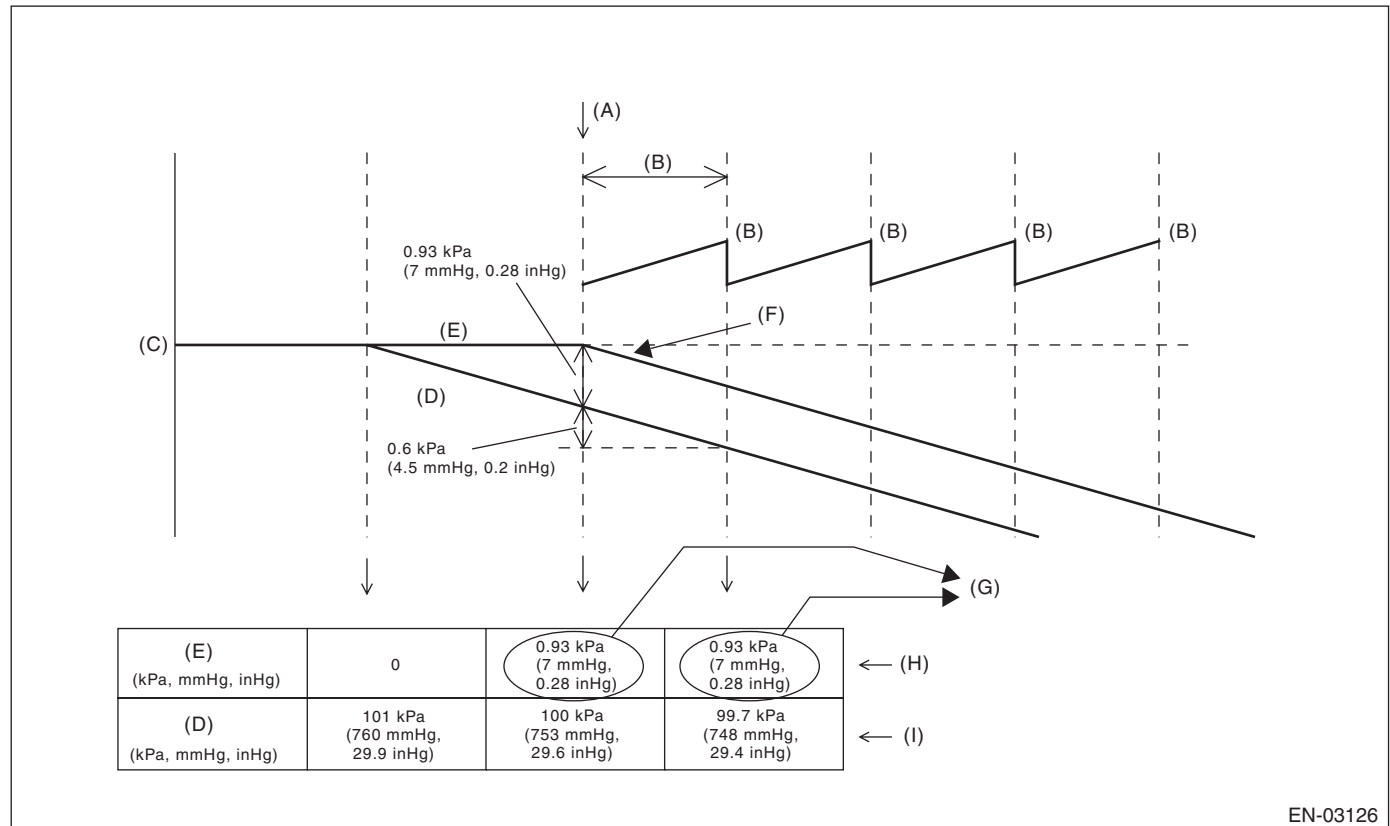 (A)
(B)
(B)
(B)
(B)
(B)
0.93 kPa
(7 mmHg, 0.28 inHg)
(F)
(E)
(C)
(D)
0.6 kPa
(4.5 mmHg, 0.2 inHg)
(G)
(E)
(kPa, mmHg, inHg)
0
0.93 kPa
(7 mmHg,
0.28 inHg)
0.93 kPa
(7 mmHg,
0.28 inHg)
(H)
(D)
(kPa, mmHg, inHg)
101 kPa
(760 mmHg,
29.9 inHg)
100 kPa
(753 mmHg,
29.6 inHg)
99.7 kPa
(748 mmHg,
29.4 inHg)
(I)
EN-03126